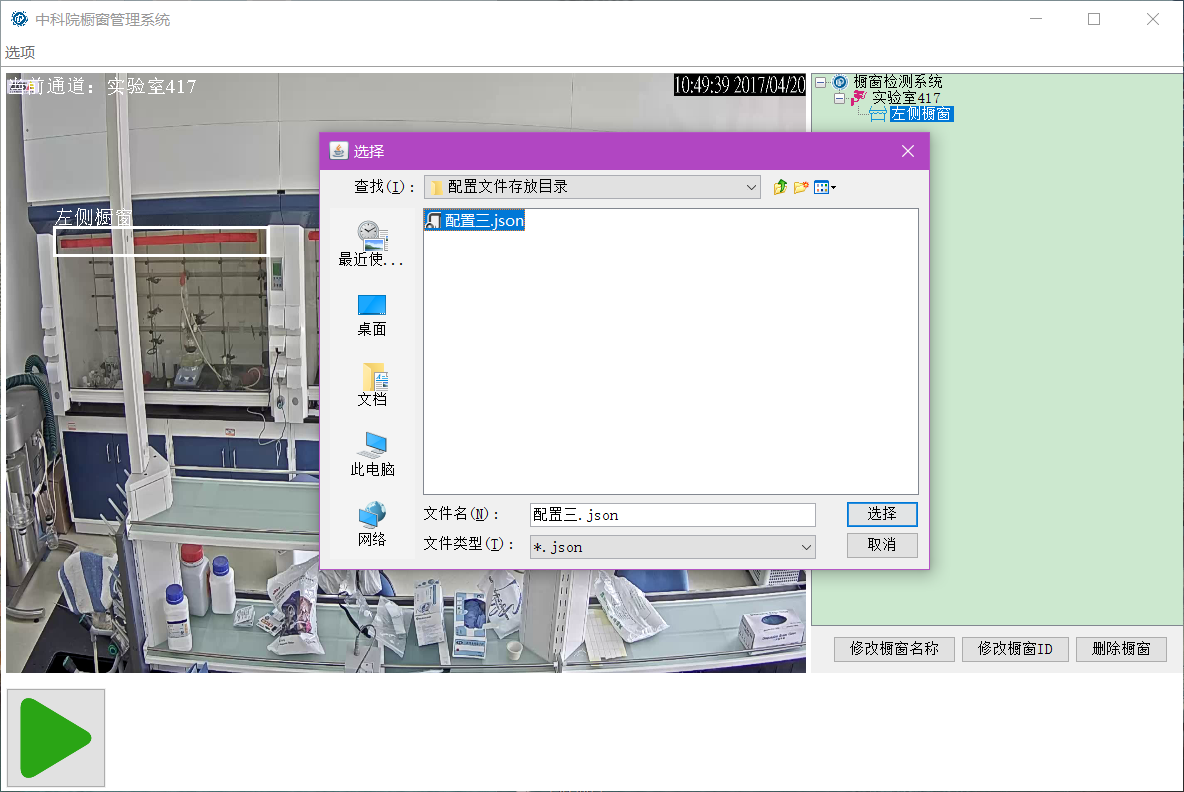 中科院橱窗管理系统
选项
当前通道：实验室417
10:49:39 2017/04/20
左侧橱窗
橱窗检测系统
实验室417
左侧橱窗
选择
查找(I)：
配置文件存放目录
配置三.json
最近使...
桌面
文档
此电脑
网络
文件名(N)：
配置三.json
选择
文件类型(T)：
*.json
取消
修改橱窗名称
修改橱窗ID
删除橱窗